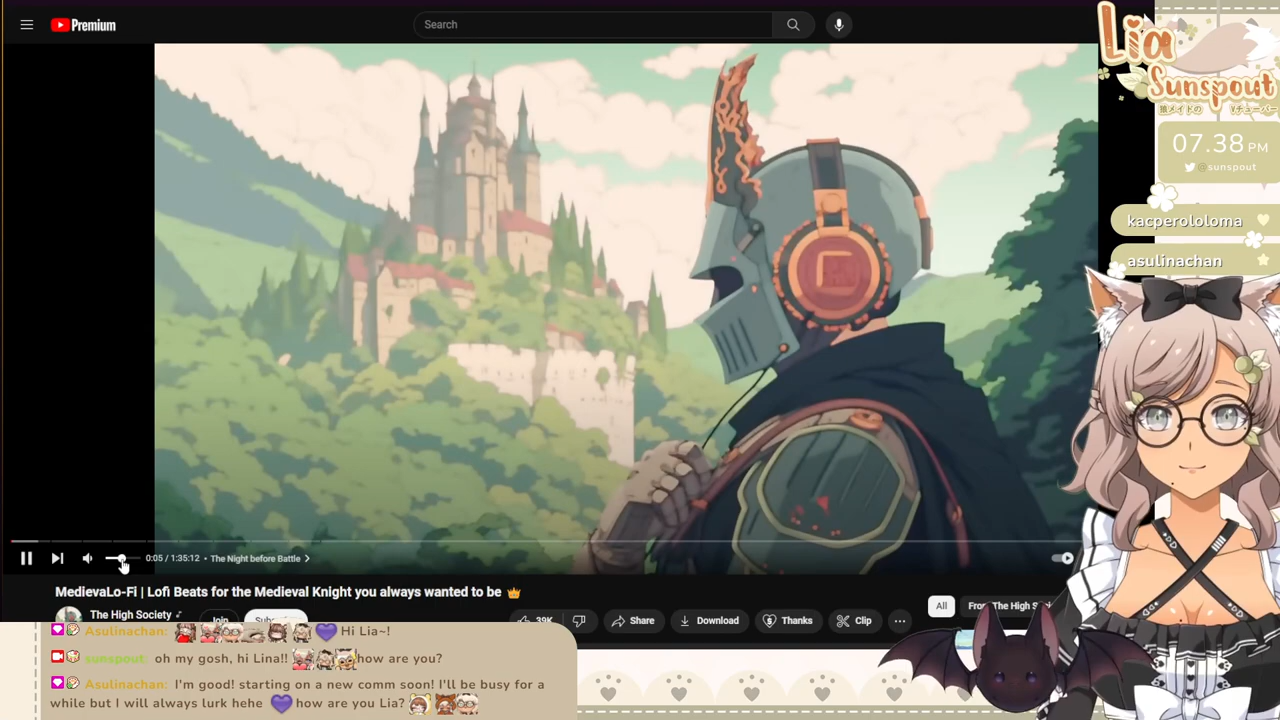 Premium
Search
Lia
Sunspout
07.38 PM
@sunspout
kacperololoma
asulinachan
0:05 / 1:35:12 • The Night before Battle
MedievaLo-Fi | Lofi Beats for the Medieval Knight you always wanted to be
The High Society
Join
39K
Share
Download
Thanks
Clip
All
Asulinachan: Hi Lia~!
sunspout: oh my gosh, hi Lina!! how are you?
Asulinachan: I'm good! starting on a new comm soon! I'll be busy for a
while but I will always lurk hehe how are you Lia?